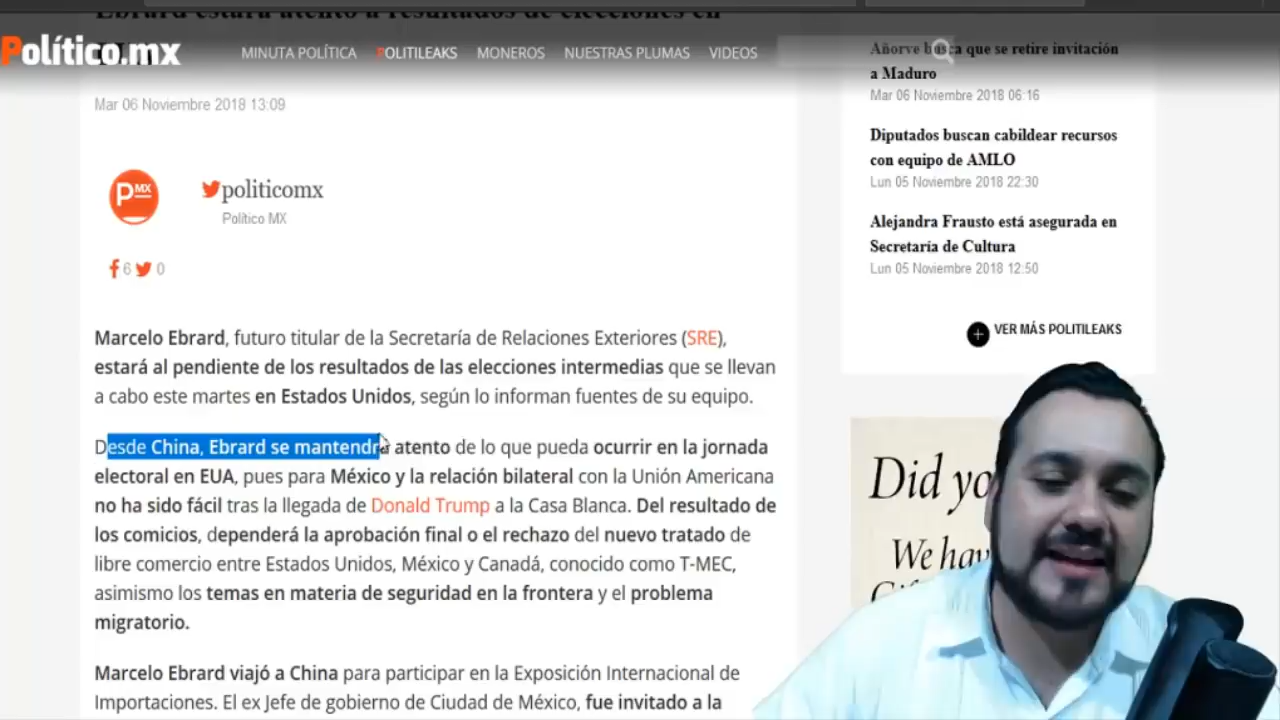 Ebrard estará atento a resultados de elecciones en
Político.mx
MINUTA POLÍTICA POLITILEAKS MONEROS NUESTRAS PLUMAS VIDEOS
Mar 06 Noviembre 2018 13:09
PMX
politicomx
Político MX
6 0
Marcelo Ebrard, futuro titular de la Secretaría de Relaciones Exteriores (SRE),
estará al pendiente de los resultados de las elecciones intermedias que se llevan
a cabo este martes en Estados Unidos, según lo informan fuentes de su equipo.
Desde China, Ebrard se mantendrá atento de lo que pueda ocurrir en la jornada
electoral en EUA, pues para México y la relación bilateral con la Unión Americana
no ha sido fácil tras la llegada de Donald Trump a la Casa Blanca. Del resultado de
los comicios, dependerá la aprobación final o el rechazo del nuevo tratado de
libre comercio entre Estados Unidos, México y Canadá, conocido como T-MEC,
asimismo los temas en materia de seguridad en la frontera y el problema
migratorio.
Marcelo Ebrard viajó a China para participar en la Exposición Internacional de
Importaciones. El ex Jefe de gobierno de Ciudad de México, fue invitado a la
Añorve busca que se retire invitación
a Maduro
Mar 06 Noviembre 2018 06:16
Diputados buscan cabildear recursos
con equipo de AMLO
Lun 05 Noviembre 2018 22:30
Alejandra Frausto está asegurada en
Secretaría de Cultura
Lun 05 Noviembre 2018 12:50
VER MÁS POLITILEAKS
Did yo
We hav